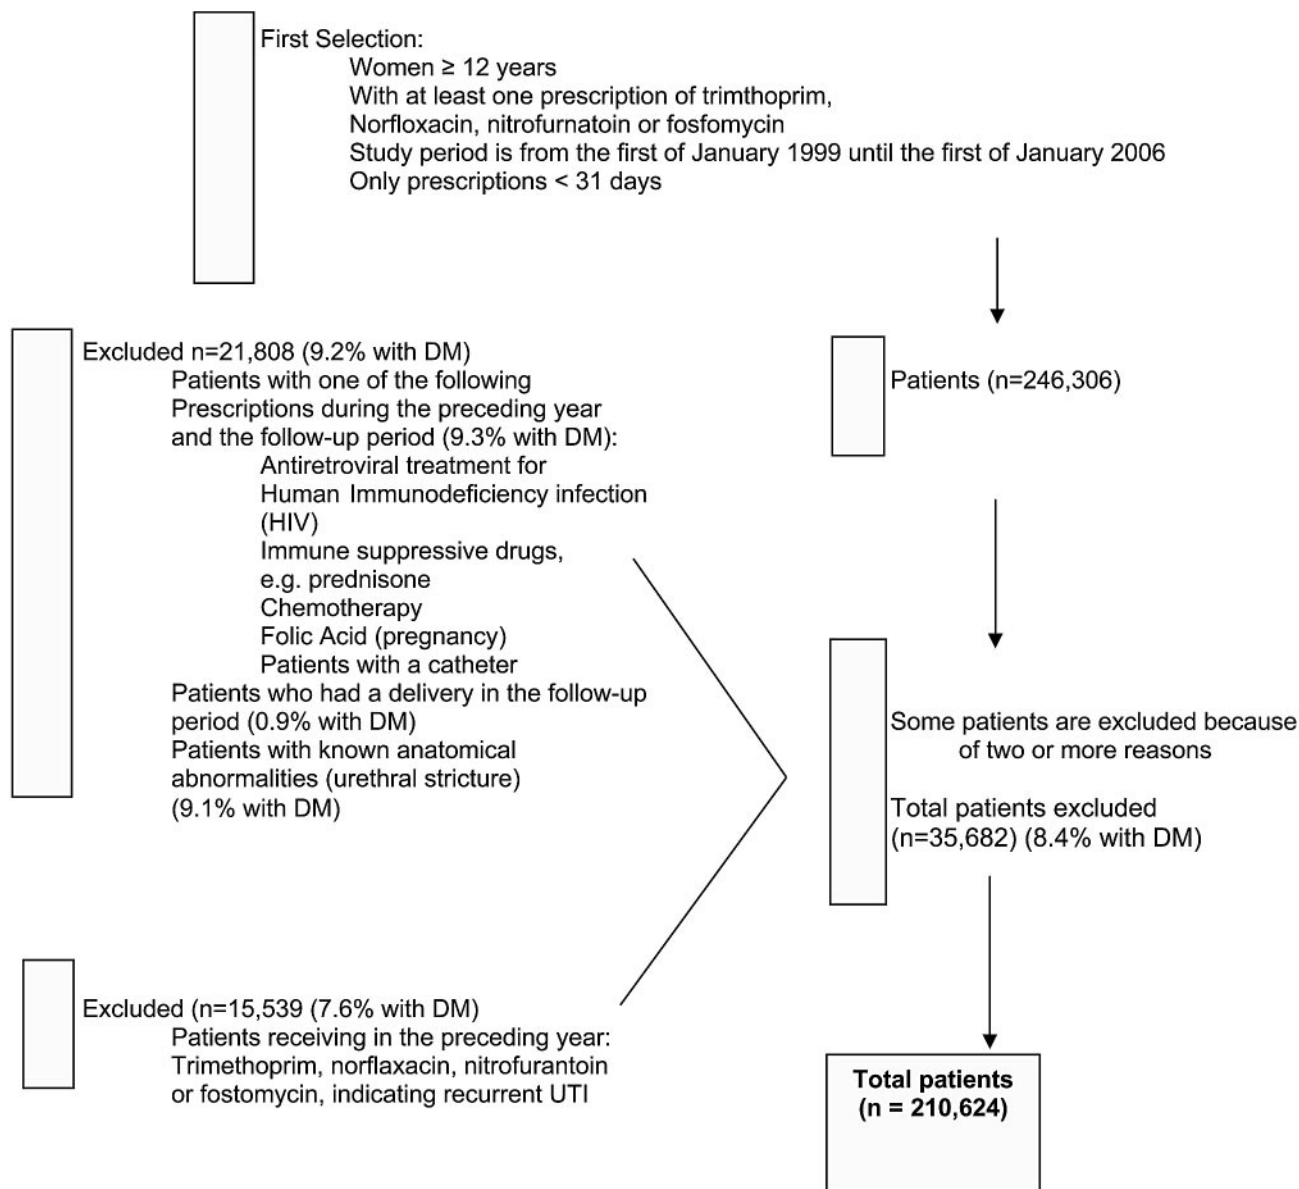 First Selection:
Women ≥ 12 years
With at least one prescription of trimthoprim,
Norfloxacin, nitrofurnatoin or fosfomycin
Study period is from the first of January 1999 until the first of January 2006
Only prescriptions < 31 days
Patients (n=246,306)
Excluded n=21,808 (9.2% with DM)
Patients with one of the following
Prescriptions during the preceding year
and the follow-up period (9.3% with DM):
Antiretroviral treatment for
Human Immunodeficiency infection
(HIV)
Immune suppressive drugs,
e.g. prednisone
Chemotherapy
Folic Acid (pregnancy)
Patients with a catheter
Patients who had a delivery in the follow-up
period (0.9% with DM)
Patients with known anatomical
abnormalities (urethral stricture)
(9.1% with DM)
Some patients are excluded because
of two or more reasons
Total patients excluded
(n=35,682) (8.4% with DM)
Excluded (n=15,539 (7.6% with DM)
Patients receiving in the preceding year:
Trimethoprim, norflaxacin, nitrofurantoin
or fostomycin, indicating recurrent UTI
Total patients
(n = 210,624)